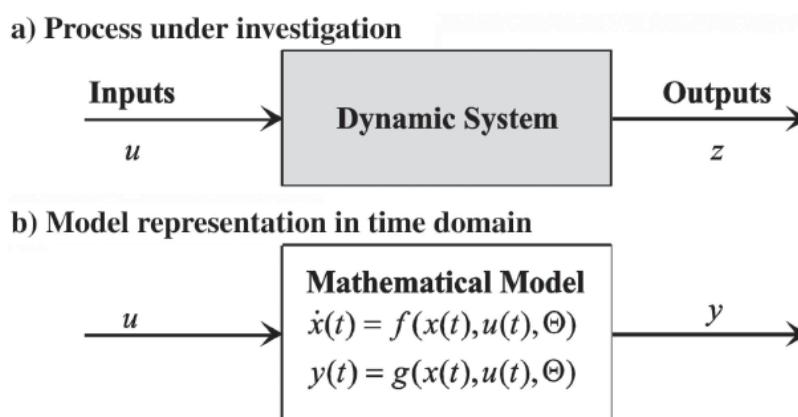 a) Process under investigation
Inputs
u
Dynamic System
Outputs
z
b) Model representation in time domain
u
Mathematical Model
ẋ(t) = f(x(t),u(t),Θ)
y(t) = g(x(t),u(t),Θ)
y